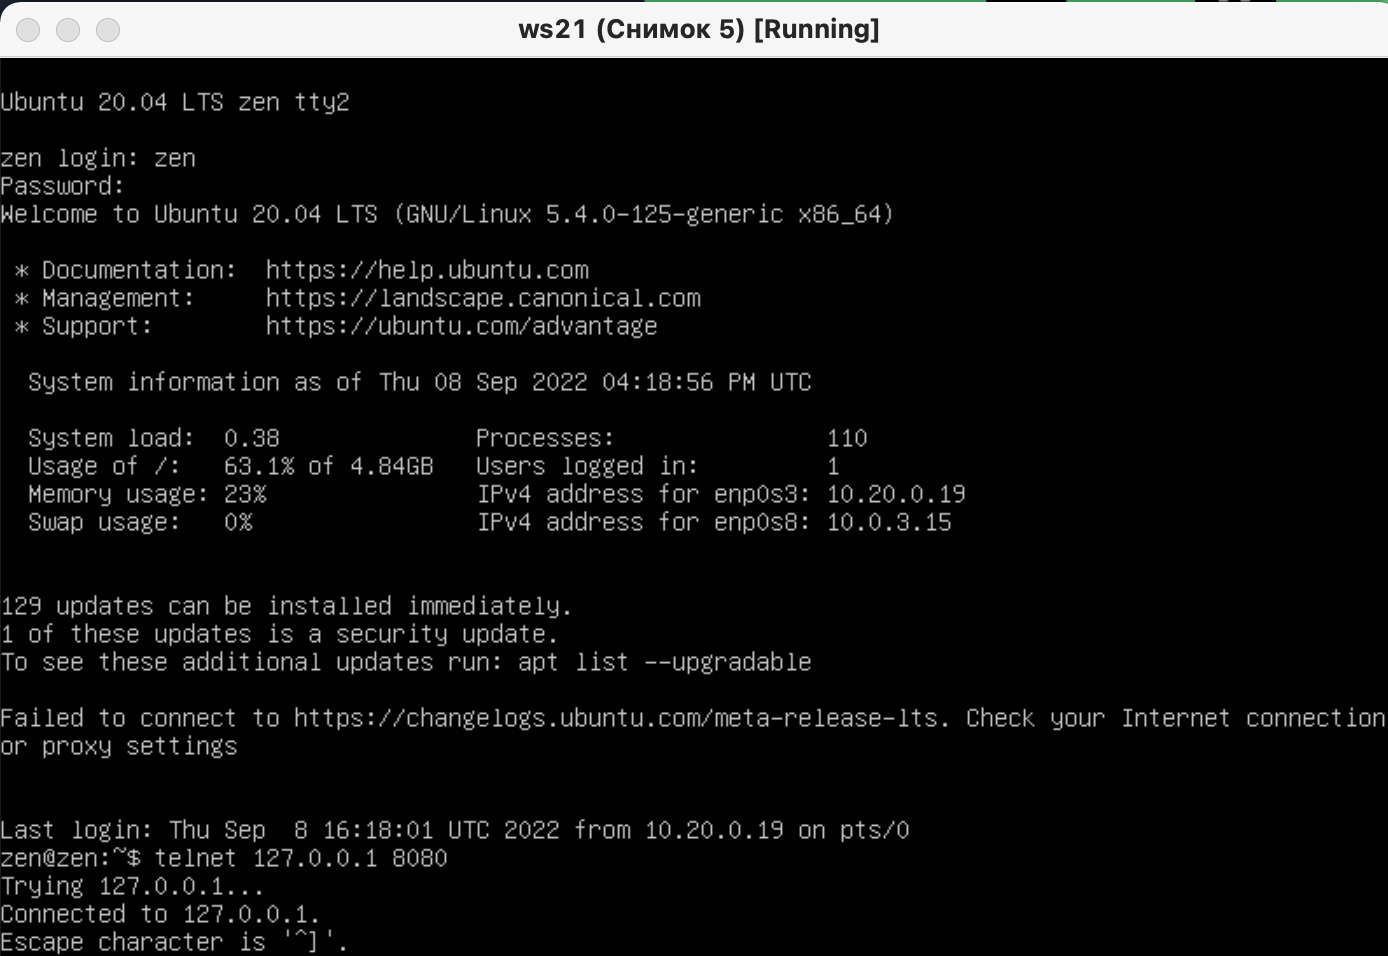 ws21 (Снимок 5) [Running]
Ubuntu 20.04 LTS zen tty2
zen login: zen
Password:
Welcome to Ubuntu 20.04 LTS (GNU/Linux 5.4.0-125-generic x86_64)
* Documentation:  https://help.ubuntu.com
* Management:     https://landscape.canonical.com
* Support:        https://ubuntu.com/advantage
System information as of Thu 08 Sep 2022 04:18:56 PM UTC
System load:  0.38              Processes:               110
Usage of /:   63.1% of 4.84GB   Users logged in:         1
Memory usage: 23%               IPv4 address for enp0s3: 10.20.0.19
Swap usage:   0%                IPv4 address for enp0s8: 10.0.3.15
129 updates can be installed immediately.
1 of these updates is a security update.
To see these additional updates run: apt list --upgradable
Failed to connect to https://changelogs.ubuntu.com/meta-release-lts. Check your Internet connection
or proxy settings
Last login: Thu Sep  8 16:18:01 UTC 2022 from 10.20.0.19 on pts/0
zen@zen:~$ telnet 127.0.0.1 8080
Trying 127.0.0.1...
Connected to 127.0.0.1.
Escape character is '^]'.